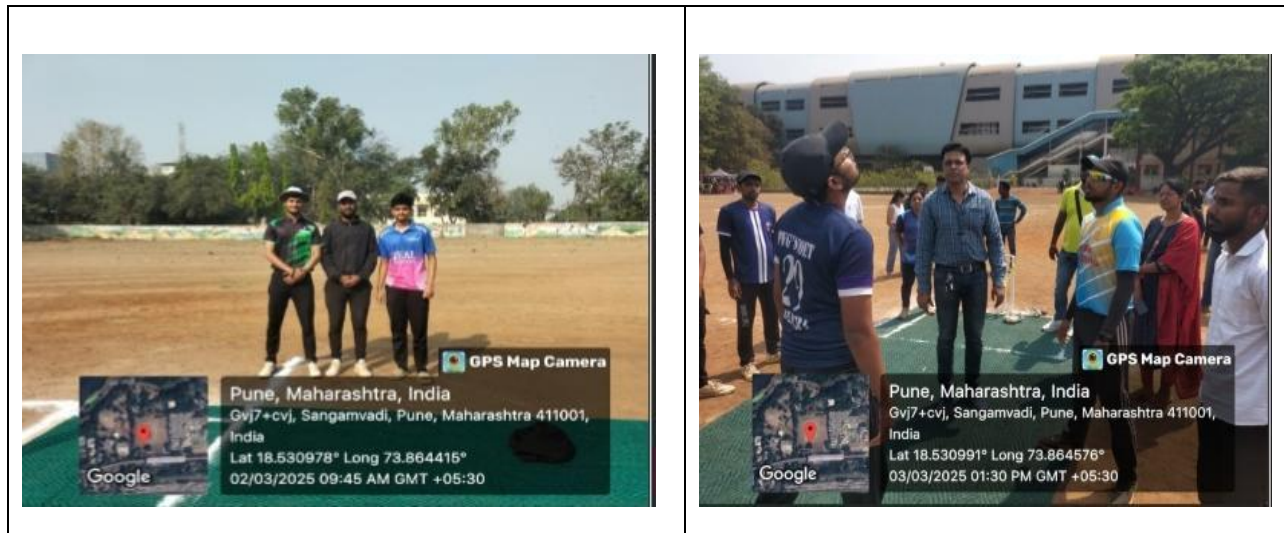 GPS Map Camera
Pune, Maharashtra, India
Gvj7+cvj, Sangamvadi, Pune, Maharashtra 411001,
India
Lat 18.530978° Long 73.864415°
02/03/2025 09:45 AM GMT +05:30
Google
29
GPS Map Camera
Pune, Maharashtra, India
Gvj7+cvj, Sangamvadi, Pune, Maharashtra 411001,
India
Lat 18.530991° Long 73.864576°
03/03/2025 01:30 PM GMT +05:30
Google